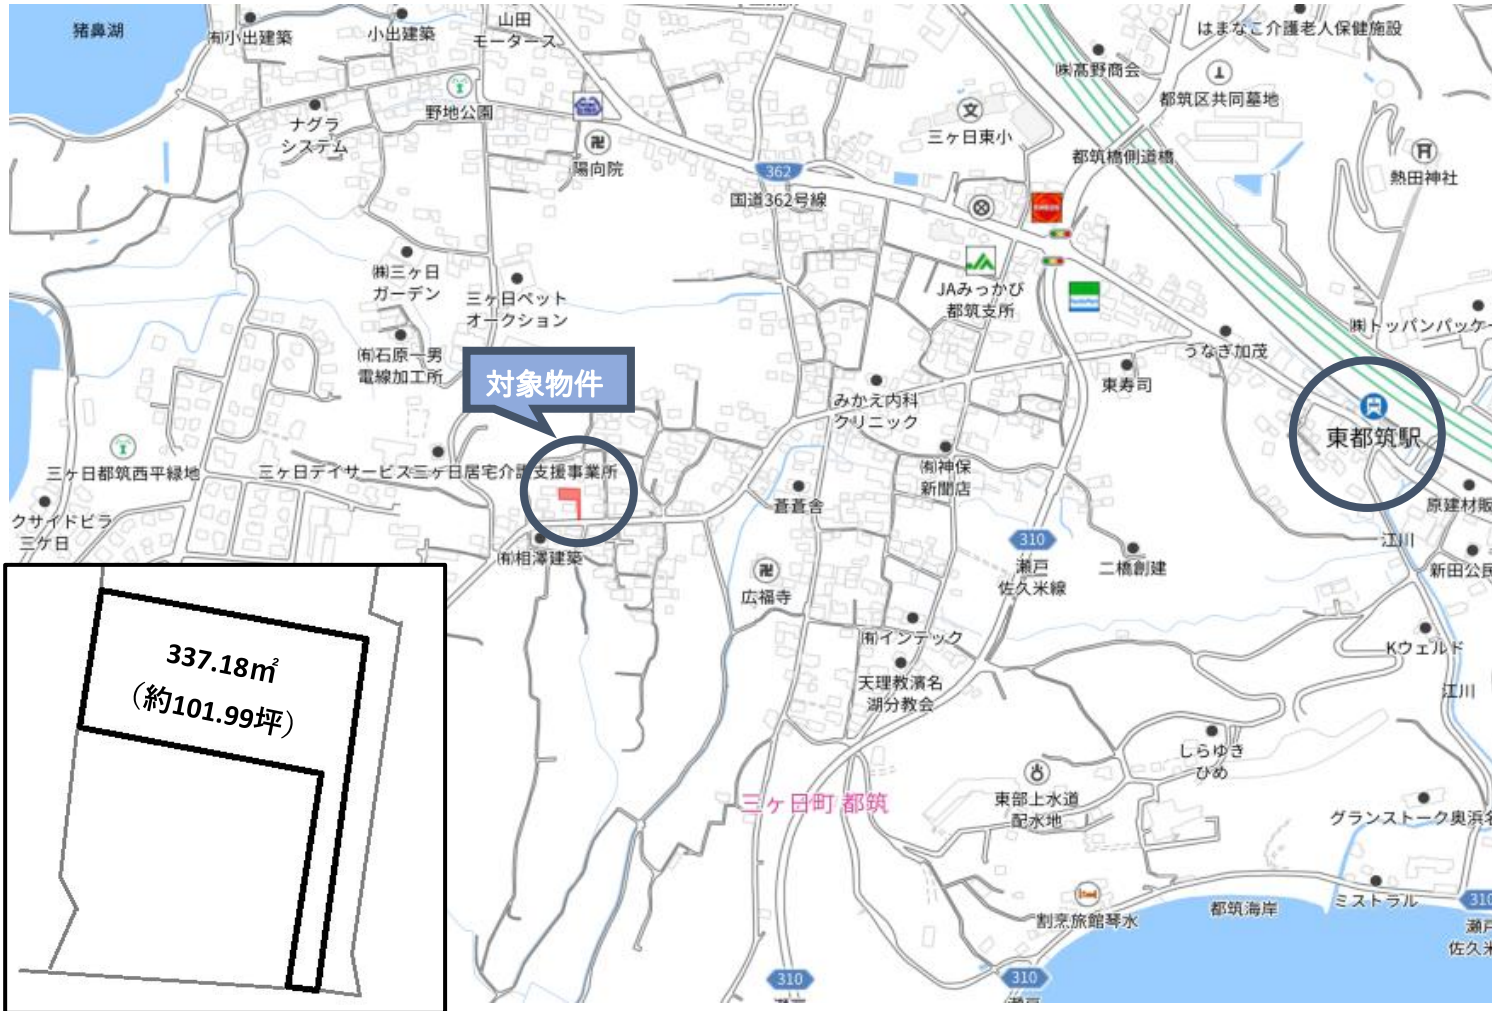 猪鼻湖
㈲小出建築
小出建築
山田
モータース
はまなこ介護老人保健施設
㈱髙野商会
都筑区共同墓地
野地公園
ナグラ
システム
陽向院
文
三ヶ日東小
都筑橋側道橋
熱田神社
362
国道362号線
㈱三ヶ日
ガーデン
三ヶ日ペット
オークション
JAみっかび
都筑支所
ENEOS
FamilyMart
㈱トッパンパッケー
㈲石原一男
電線加工所
うなぎ加茂
対象物件
東寿司
みかえ内科
クリニック
東都筑駅
三ヶ日都筑西平緑地
三ヶ日デイサービス三ヶ日居宅介護支援事業所
㈲神保
新聞店
蒼蒼舎
クサイドビラ
三ケ日
原建材販
310
瀬戸
佐久米線
江川
㈲相澤建築
二橋創建
新田公民
広福寺
㈲インテック
Kウェルド
337.18㎡
（約101.99坪）
天理教濱名
湖分教会
江川
しらゆき
ひめ
三ヶ日町 都筑
東部上水道
配水地
グランストーク奥浜名
割烹旅館琴水
都筑海岸
ミストラル
310
瀬戸
佐久米
310
310